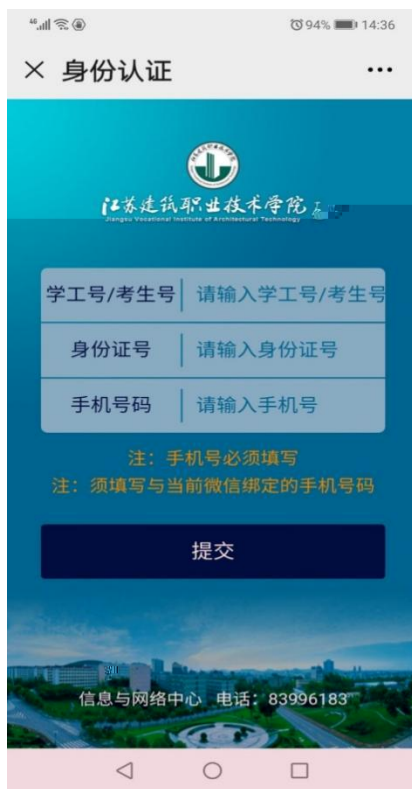 46 94% 14:36
身份认证
江苏建筑职业技术学院
Jiangsu Vocational Institute of Architectural Technology
学工号/考生号 请输入学工号/考生号
身份证号 请输入身份证号
手机号码 请输入手机号
注：手机号必须填写
注：须填写与当前微信绑定的手机号码
提交
信息与网络中心 电话：83996183